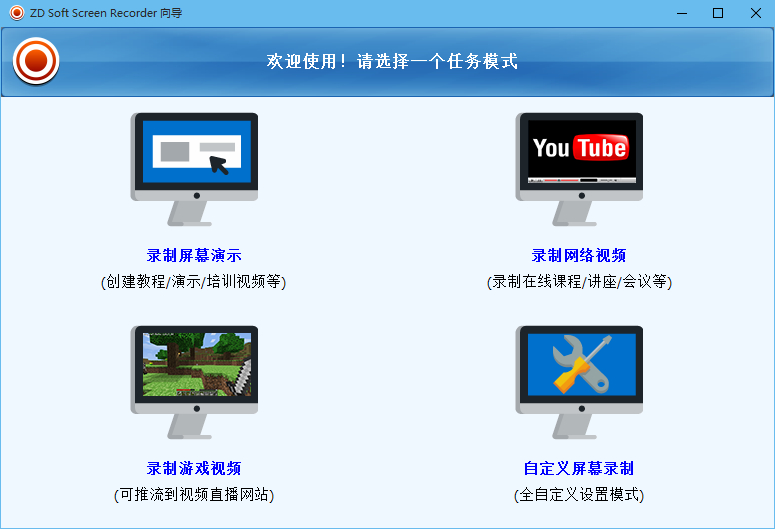 ZD Soft Screen Recorder 向导
欢迎使用！请选择一个任务模式
You Tube
录制屏幕演示
录制网络视频
(创建教程/演示/培训视频等)
(录制在线课程/讲座/会议等)
录制游戏视频
自定义屏幕录制
(可推流到视频直播网站)
(全自定义设置模式)